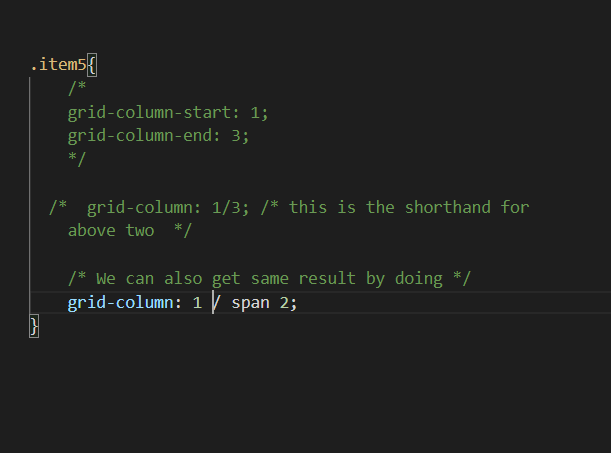 .item5{
/*
grid-column-start: 1;
grid-column-end: 3;
*/
/*  grid-column: 1/3; /* this is the shorthand for
above two  */
/* We can also get same result by doing */
grid-column: 1 / span 2;
}